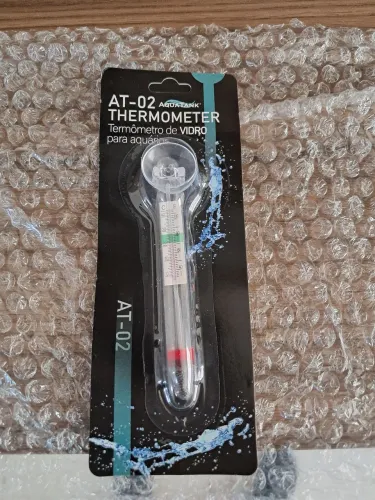 AT-02 AQUATANK
THERMOMETER
Termômetro de VIDRO
para aquários
AT-02